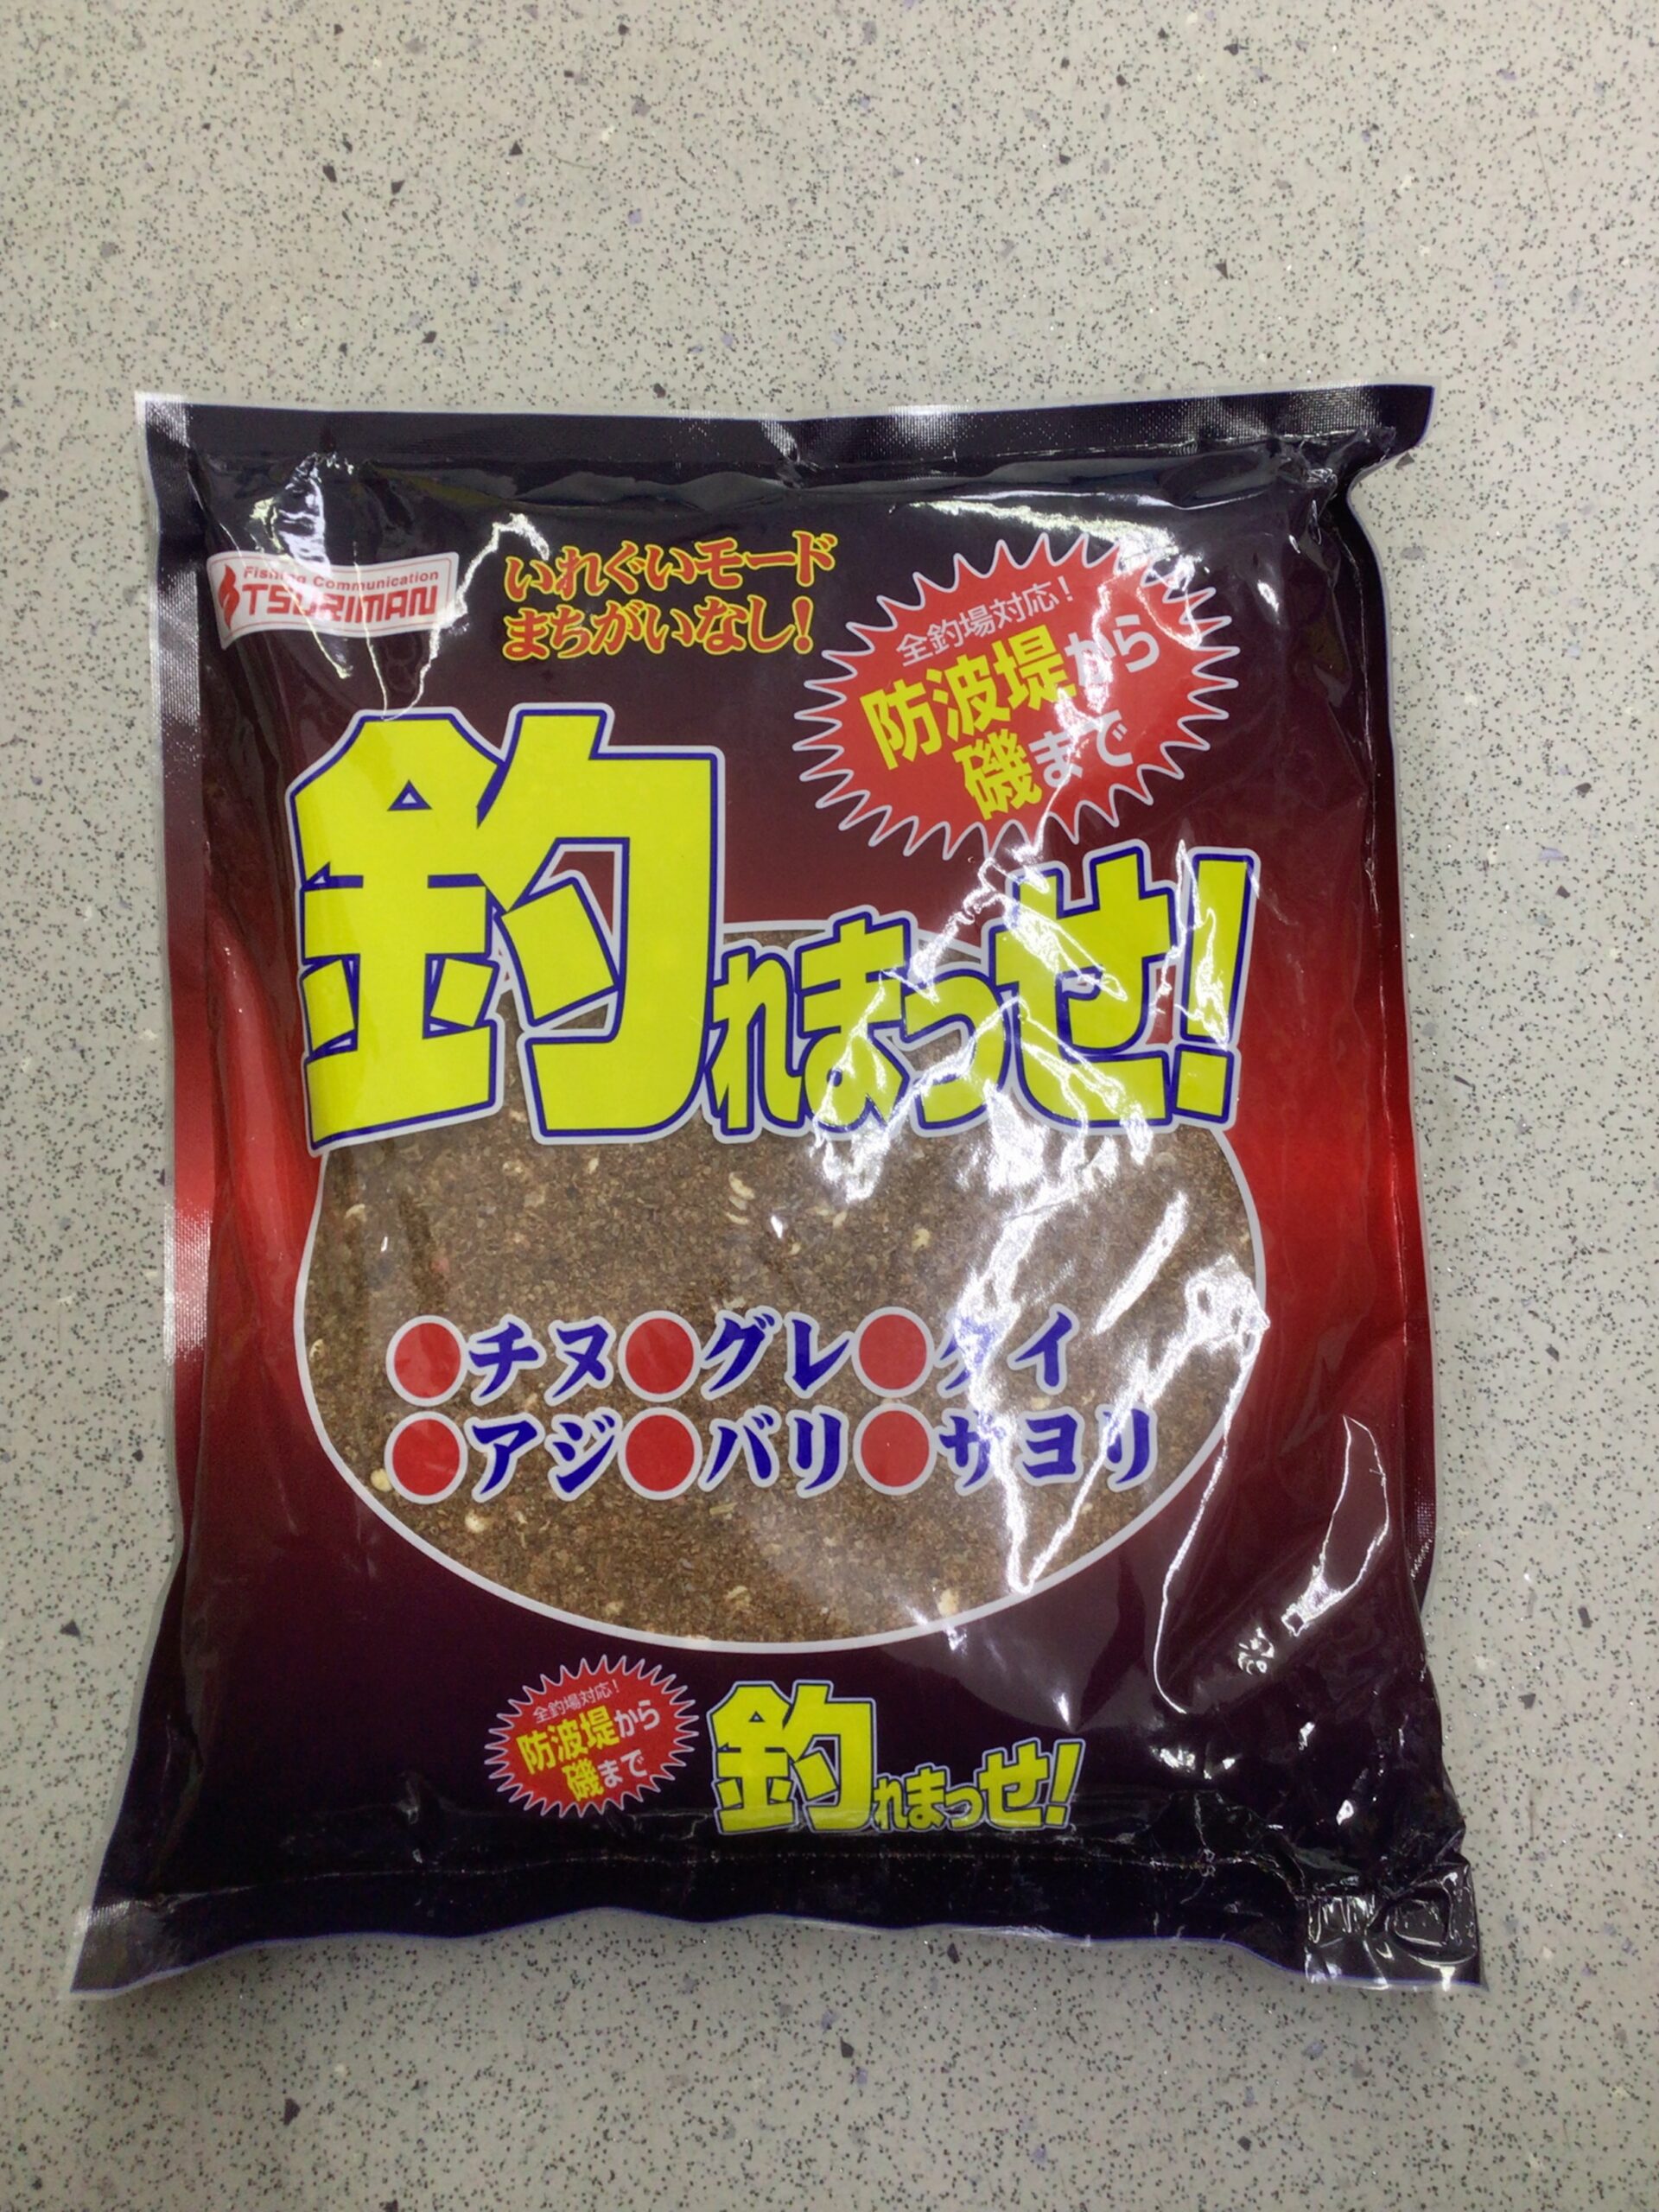 Fishing Communication
TSURIMAN
いれぐいモード
まちがいなし!
全釣場対応!
防波堤から
磯まで
釣れまっせ!
●チヌ●グレ●タイ
●アジ●バリ●サヨリ
全釣場対応!
防波堤から
磯まで
釣れまっせ!